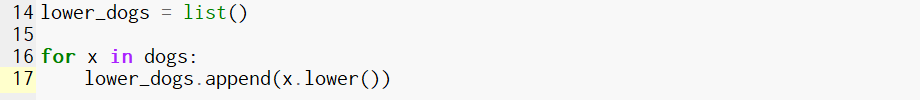 14 lower_dogs = list()
15
16 for x in dogs:
17     lower_dogs.append(x.lower())